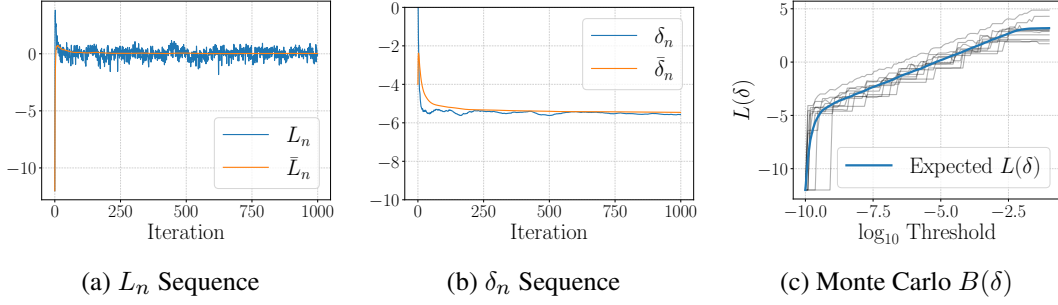 0
−5
−10
0
250
500
750
1000
Iteration
L_n
L̄_n
(a) L_n Sequence
0
−2
−4
−6
−8
−10
0
250
500
750
1000
Iteration
δ_n
δ̄_n
(b) δ_n Sequence
L(δ)
5
0
−5
−10
−10.0
−7.5
−5.0
−2.5
log₁₀ Threshold
Expected L(δ)
(c) Monte Carlo B(δ)